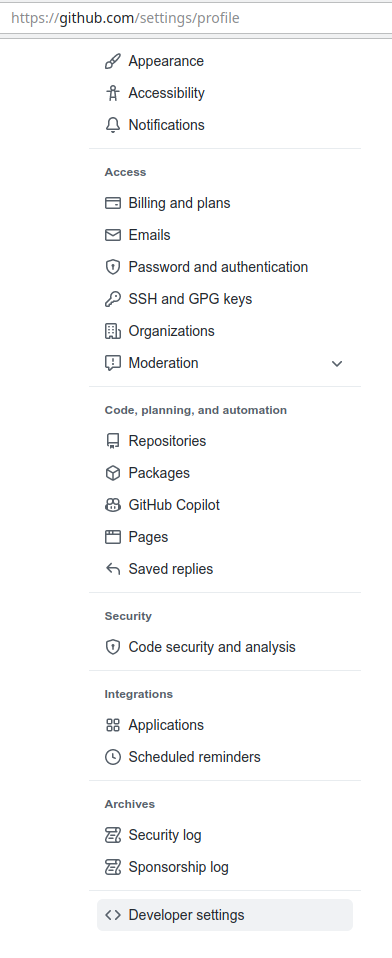 https://github.com/settings/profile
Appearance
Accessibility
Notifications
Access
Billing and plans
Emails
Password and authentication
SSH and GPG keys
Organizations
Moderation
Code, planning, and automation
Repositories
Packages
GitHub Copilot
Pages
Saved replies
Security
Code security and analysis
Integrations
Applications
Scheduled reminders
Archives
Security log
Sponsorship log
Developer settings